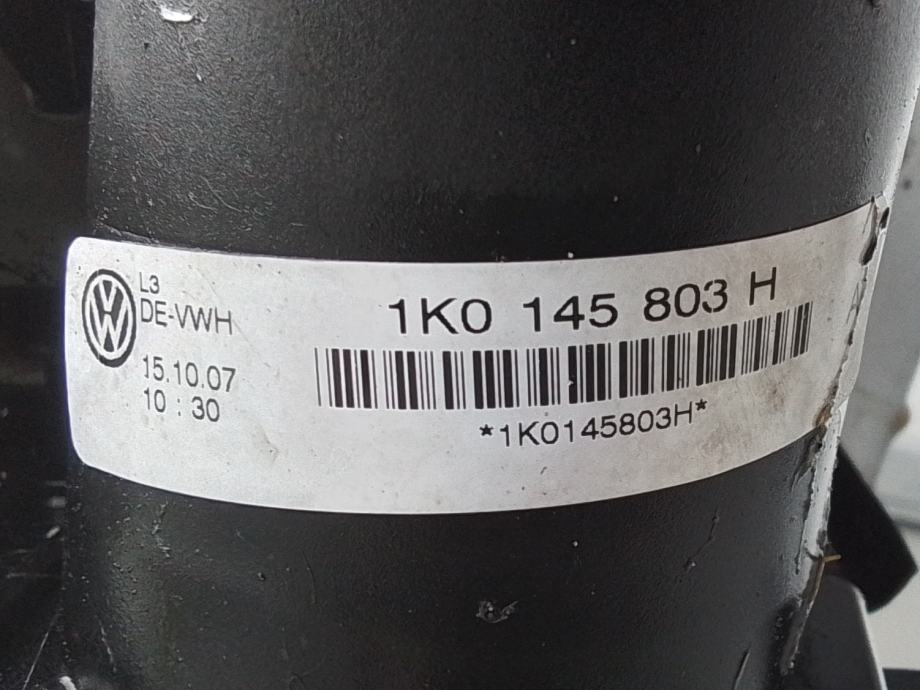 L3
DE-VWH
15.10.07
10 : 30
1K0 145 803 H
*1K0145803H*